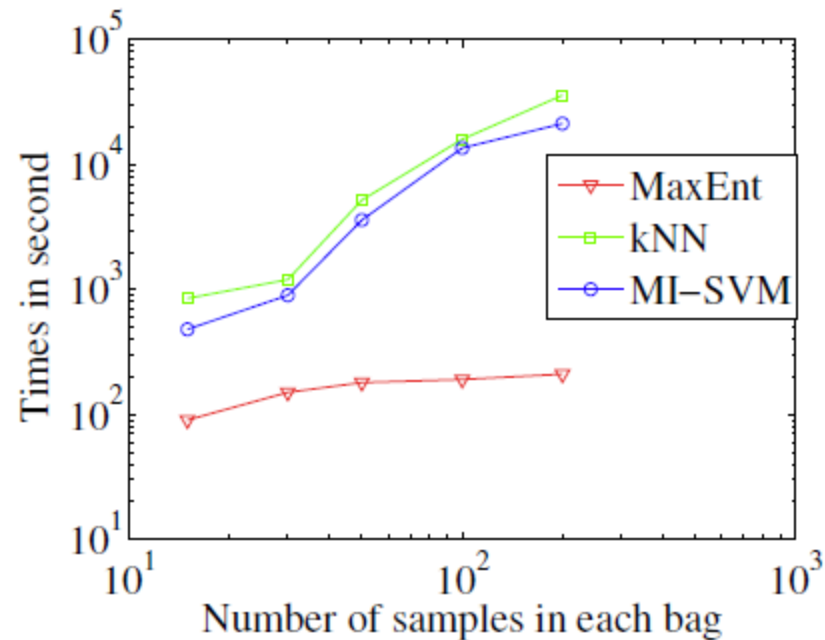 10^5
10^4
10^3
10^2
10^1
Times in second
MaxEnt
kNN
MI−SVM
10^1 10^2 10^3
Number of samples in each bag